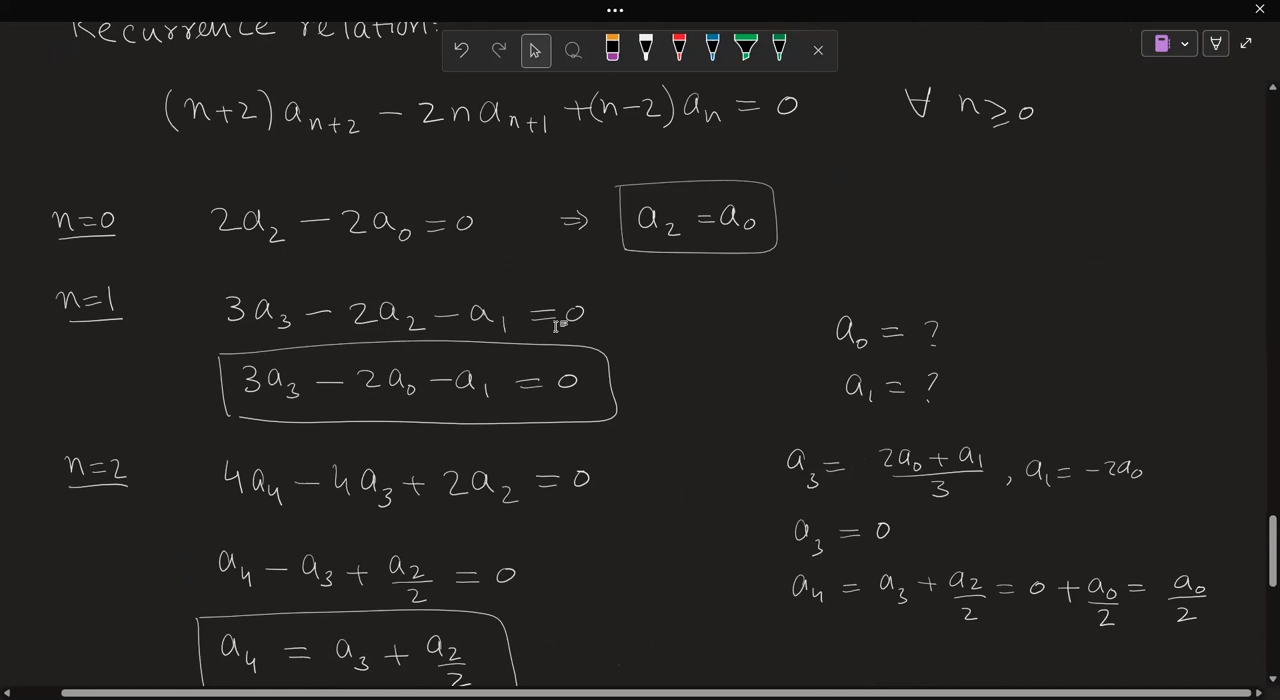 Recurrence relation:
(n+2) a_{n+2} - 2n a_{n+1} + (n-2) a_n = 0 ∀ n ≥ 0
n=0 2a_2 - 2a_0 = 0 ⇒ a_2 = a_0
n=1 3a_3 - 2a_2 - a_1 = 0
3a_3 - 2a_0 - a_1 = 0
n=2 4a_4 - 4a_3 + 2a_2 = 0
a_4 - a_3 + a_2/2 = 0
a_4 = a_3 + a_2/2
a_0 = ?
a_1 = ?
a_3 = (2a_0 + a_1)/3 , a_1 = -2a_0
a_3 = 0
a_4 = a_3 + a_2/2 = 0 + a_0/2 = a_0/2